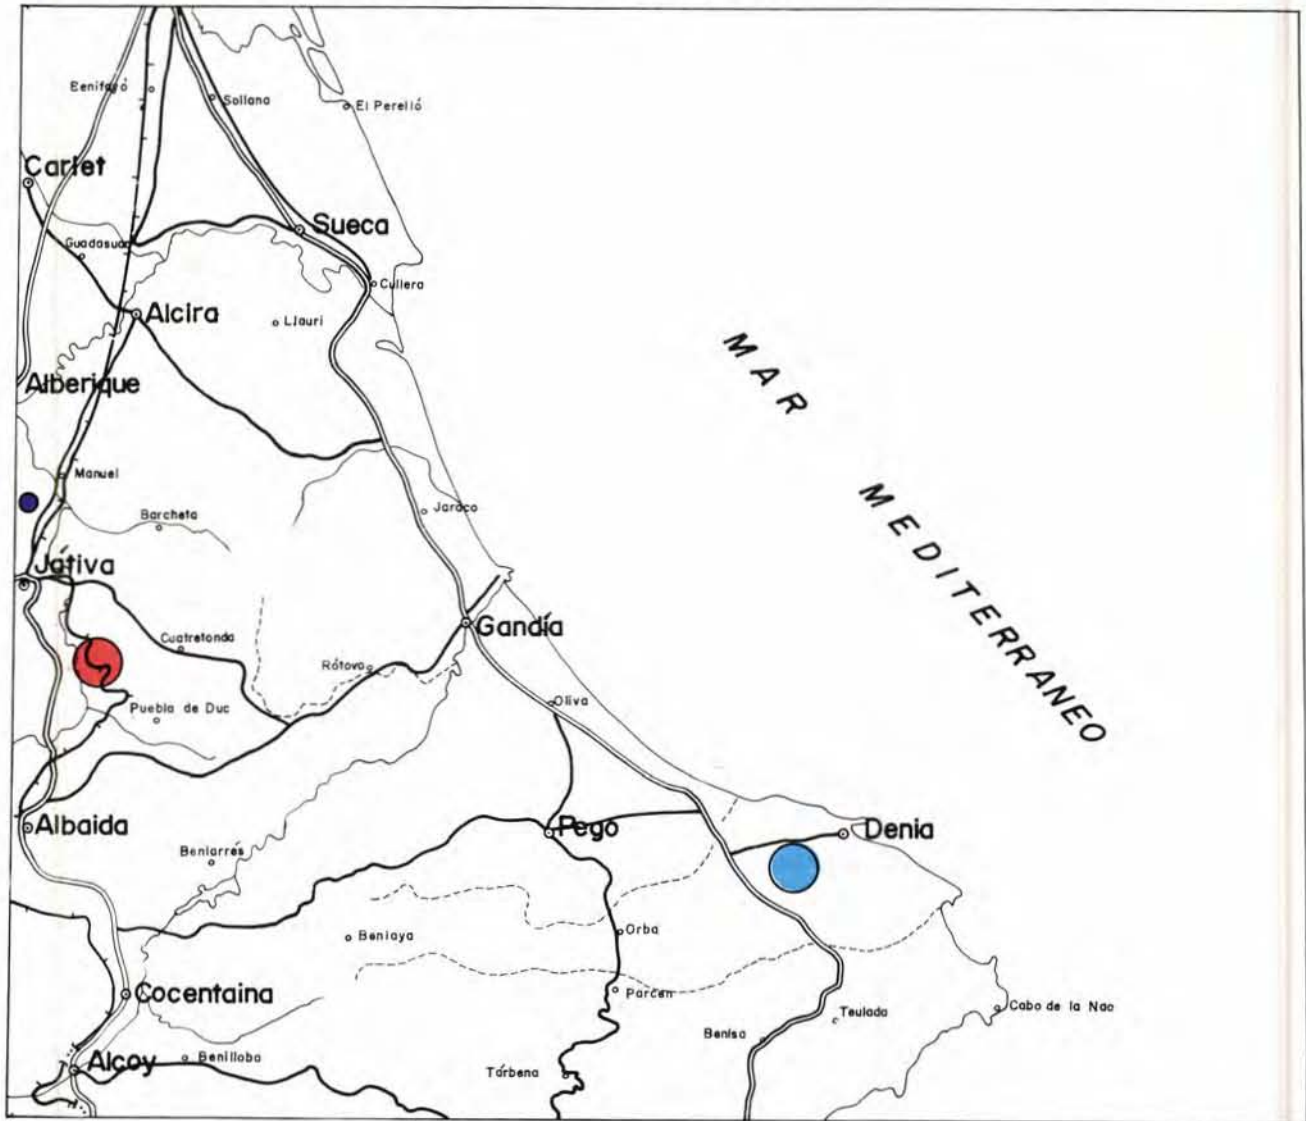 Benifayó
Sollana
El Perelló
Carlet
Sueca
Guadasuar
Cullera
Alcira
Llauri
MAR
Alberique
Manuel
MEDITERRANEO
Jaraco
Barcheta
Játiva
Gandía
Cuatretonda
Rótova
Oliva
Puebla de Duc
Albaida
Pego
Denia
Beniarrés
Orba
Beniaya
Cocentaina
Parcen
Cabo de la Nao
Teulada
Benisa
Benilloba
Alcoy
Tárbena